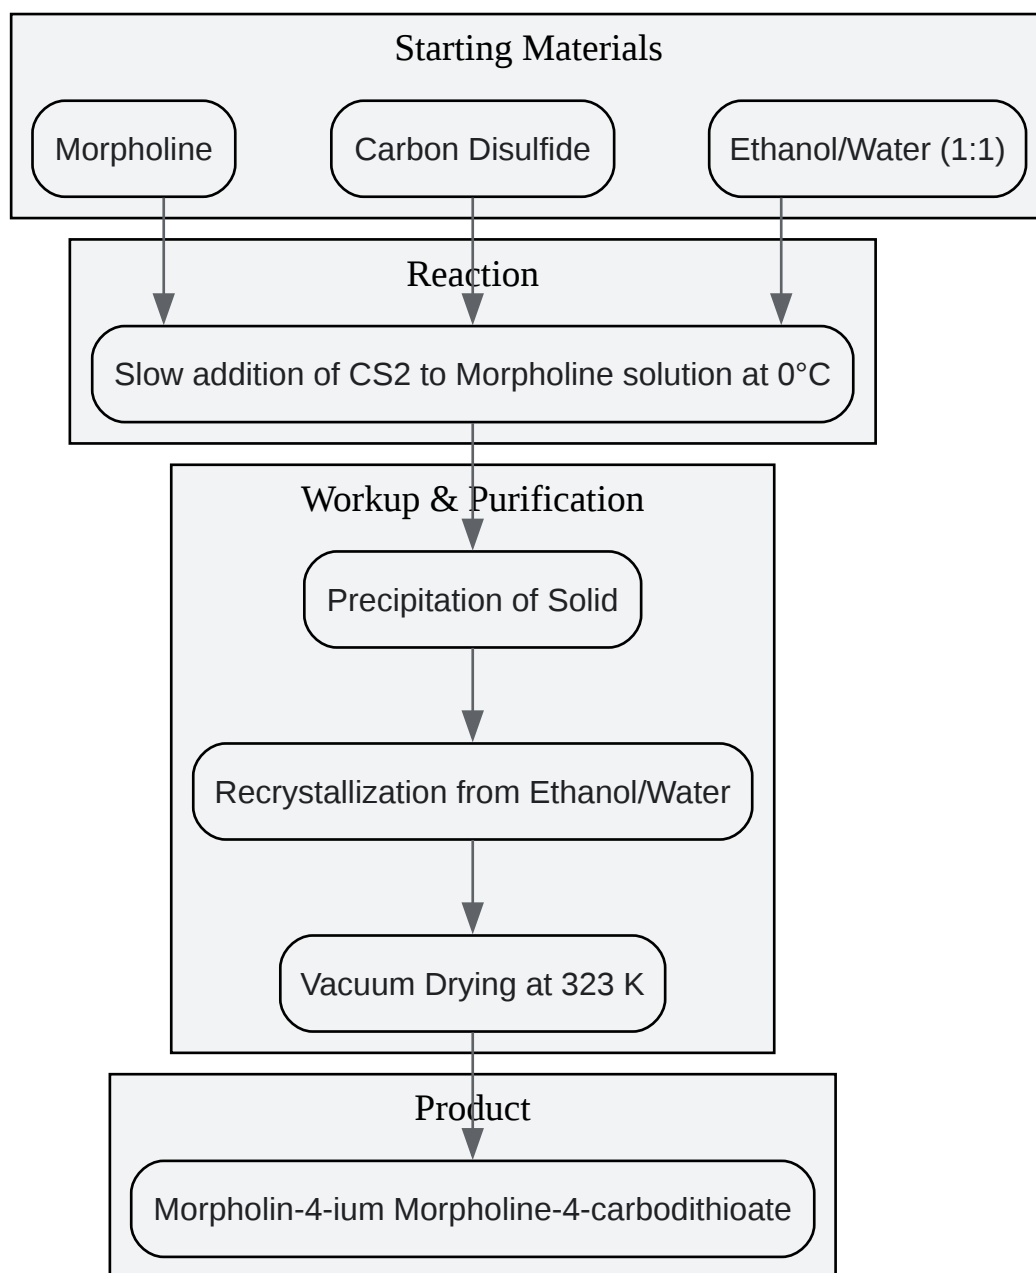 Starting Materials
Morpholine
Carbon Disulfide
Ethanol/Water (1:1)
Reaction
Slow addition of CS2 to Morpholine solution at 0°C
Workup & Purification
Precipitation of Solid
Recrystallization from Ethanol/Water
Vacuum Drying at 323 K
Product
Morpholin-4-ium Morpholine-4-carbodithioate